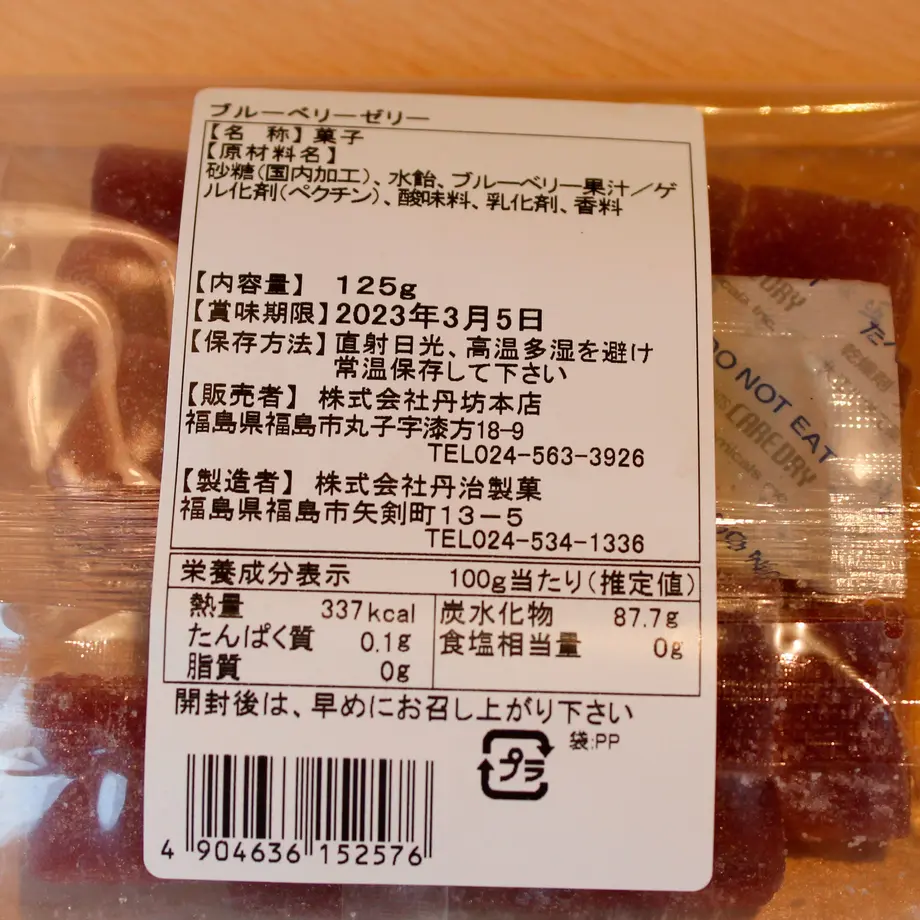 ブルーベリーゼリー
【名 称】菓子
【原材料名】
砂糖(国内加工)、水飴、ブルーベリー果汁/ゲ
ル化剤(ペクチン)、酸味料、乳化剤、香料
【内容量】 125g
【賞味期限】2023年3月5日
【保存方法】直射日光、高温多湿を避け
常温保存して下さい
【販売者】 株式会社丹坊本店
福島県福島市丸子字漆方18-9
TEL024-563-3926
【製造者】 株式会社丹治製菓
福島県福島市矢剣町13-5
TEL024-534-1336
栄養成分表示 100g当たり(推定値)
熱量 337kcal 炭水化物 87.7g
たんぱく質 0.1g 食塩相当量 0g
脂質 0g
開封後は、早めにお召し上がり下さい
プラ
袋:PP
4 904636 152576
DO NOT EAT
CAREDRY
乾燥剤